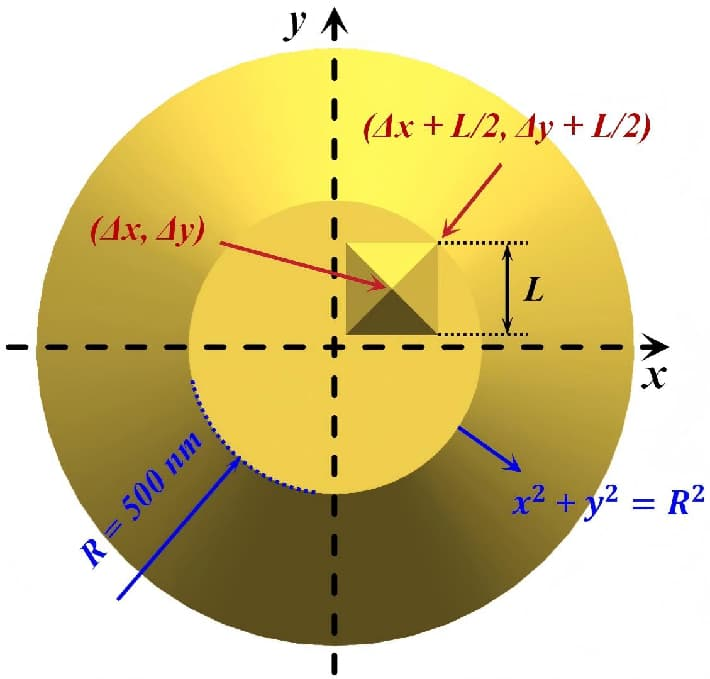 y
(Δx + L/2, Δy + L/2)
(Δx, Δy)
L
x
R = 500 nm
x² + y² = R²